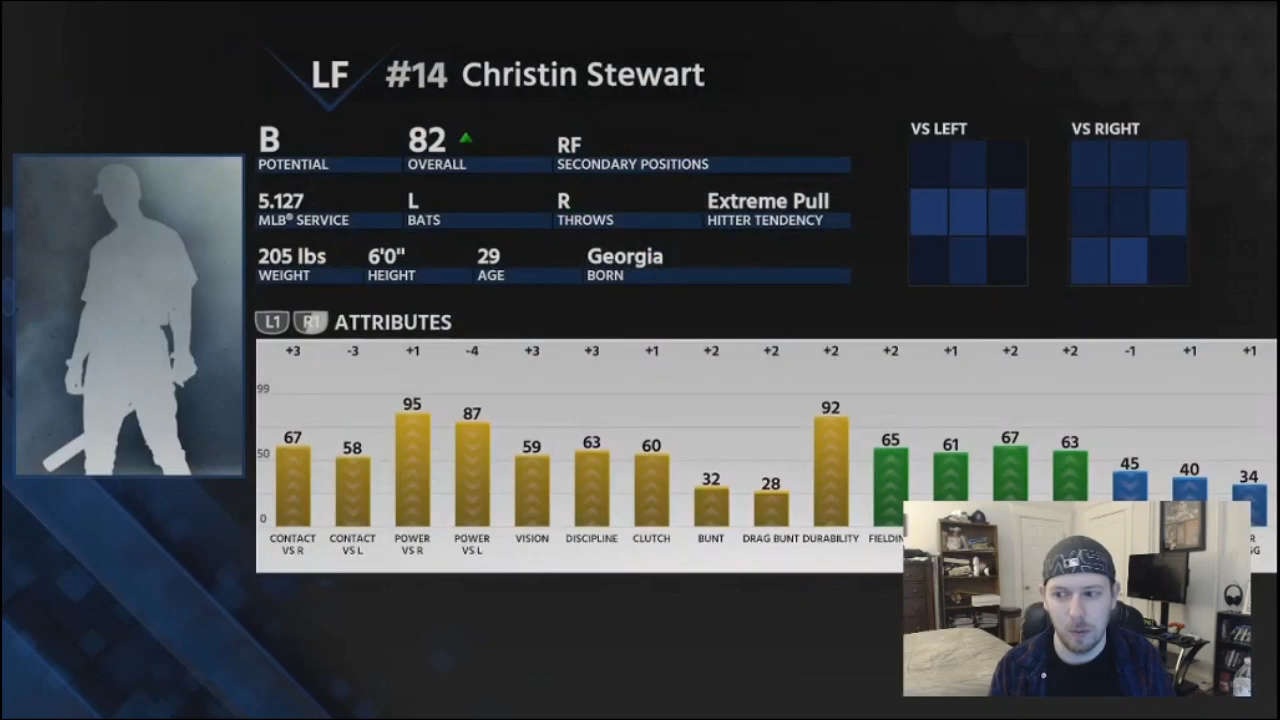 LF #14 Christin Stewart
B 82 RF
POTENTIAL OVERALL SECONDARY POSITIONS
5.127 L R Extreme Pull
MLB® SERVICE BATS THROWS HITTER TENDENCY
205 lbs 6'0" 29 Georgia
WEIGHT HEIGHT AGE BORN
VS LEFT VS RIGHT
L1 R1 ATTRIBUTES
+3 -3 +1 -4 +3 +3 +1 +2 +2 +2 +2 +1 +2 +2 -1 +1 +1
99
50
0
67 58 95 87 59 63 60 32 28 92 65 61 67 63 45 40 34
CONTACT VS R
CONTACT VS L
POWER VS R
POWER VS L
VISION
DISCIPLINE
CLUTCH
BUNT
DRAG BUNT
DURABILITY